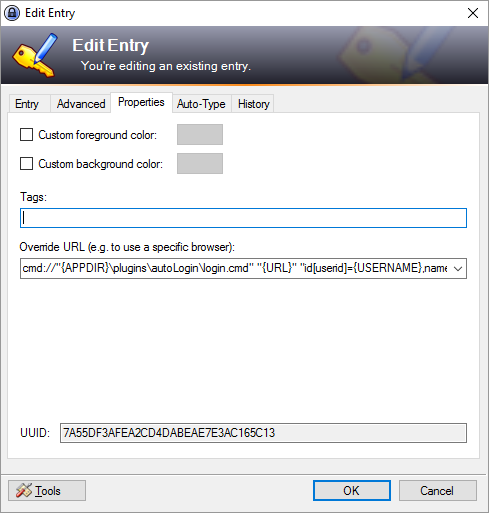 Edit Entry
Edit Entry
You're editing an existing entry.
Entry Advanced Properties Auto-Type History
Custom foreground color:
Custom background color:
Tags:
Override URL (e.g. to use a specific browser):
cmd://"{APPDIR}\plugins\autoLogin\login.cmd" "{URL}" "id[userid]={USERNAME},name
UUID: 7A55DF3AFEA2CD4DABEAE7E3AC165C13
Tools OK Cancel